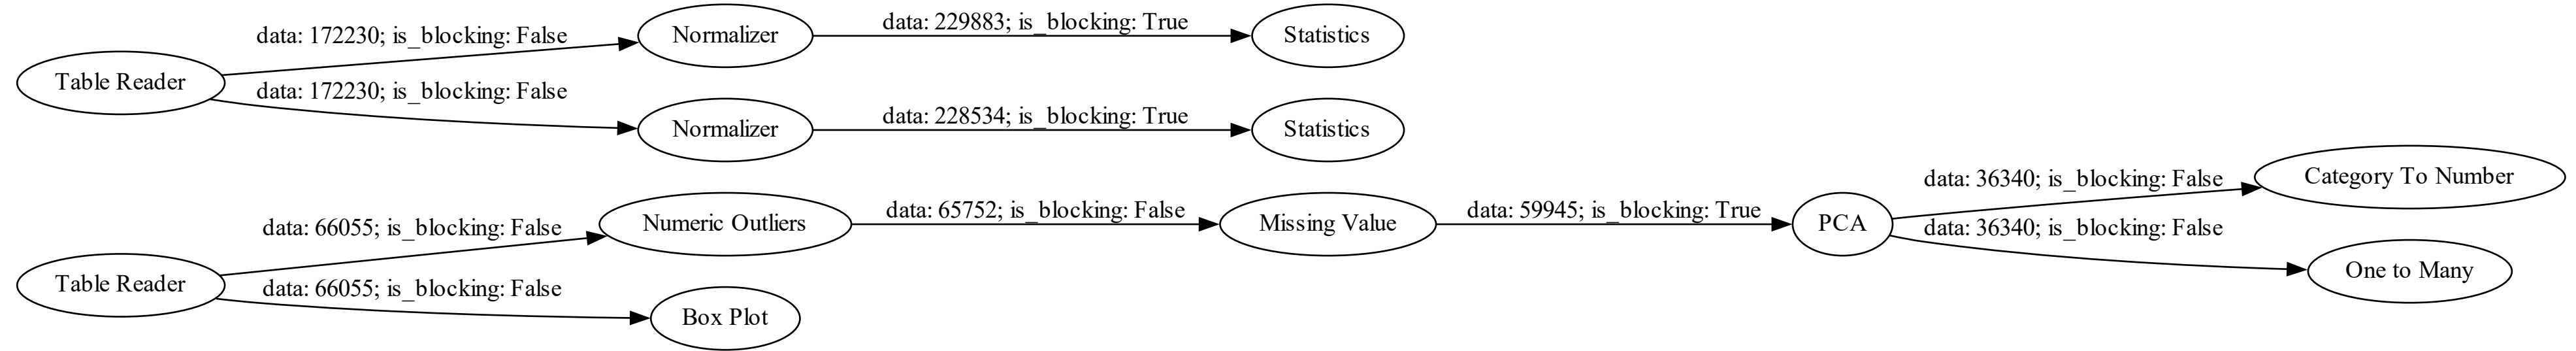 Table Reader
data: 172230; is_blocking: False
Normalizer
data: 229883; is_blocking: True
Statistics
data: 172230; is_blocking: False
Normalizer
data: 228534; is_blocking: True
Statistics
Table Reader
data: 66055; is_blocking: False
Numeric Outliers
data: 65752; is_blocking: False
Missing Value
data: 59945; is_blocking: True
PCA
data: 36340; is_blocking: False
Category To Number
data: 36340; is_blocking: False
One to Many
data: 66055; is_blocking: False
Box Plot